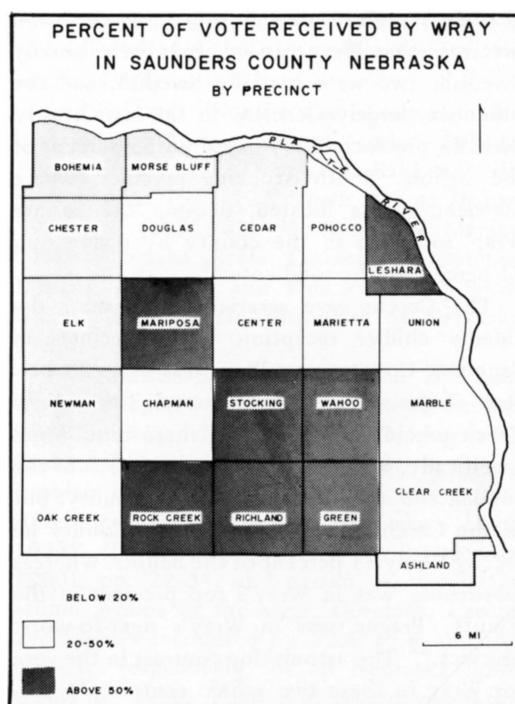 PERCENT OF VOTE RECEIVED BY WRAY
IN SAUNDERS COUNTY NEBRASKA
BY PRECINCT
PLATTE RIVER
BOHEMIA MORSE BLUFF
CHESTER DOUGLAS CEDAR POHOCCO
LESHARA
ELK MARIPOSA CENTER MARIETTA UNION
NEWMAN CHAPMAN STOCKING WAHOO MARBLE
CLEAR CREEK
OAK CREEK ROCK CREEK RICHLAND GREEN
ASHLAND
BELOW 20%
20-50%
6 MI
ABOVE 50%